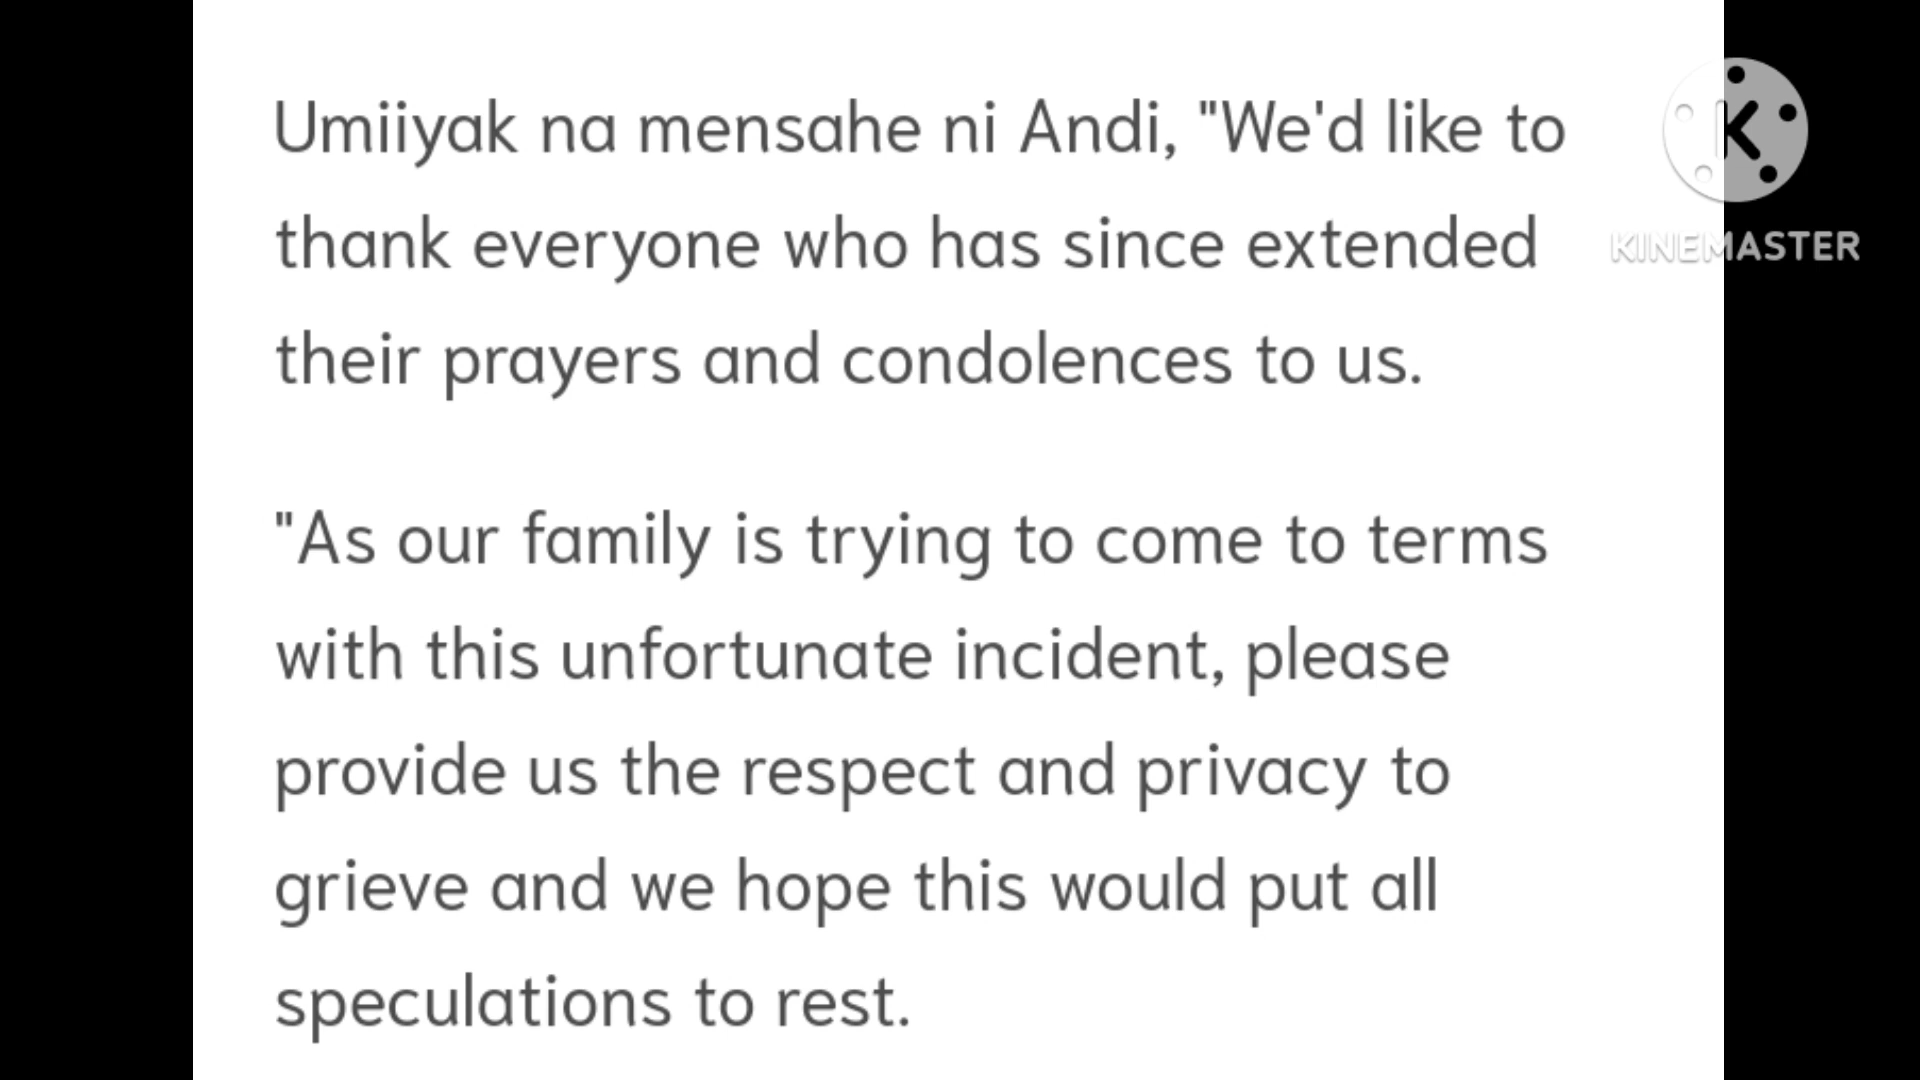 Umiiyak na mensahe ni Andi, "We'd like to
thank everyone who has since extended
their prayers and condolences to us.
"As our family is trying to come to terms
with this unfortunate incident, please
provide us the respect and privacy to
grieve and we hope this would put all
speculations to rest.
K
KINEMASTER